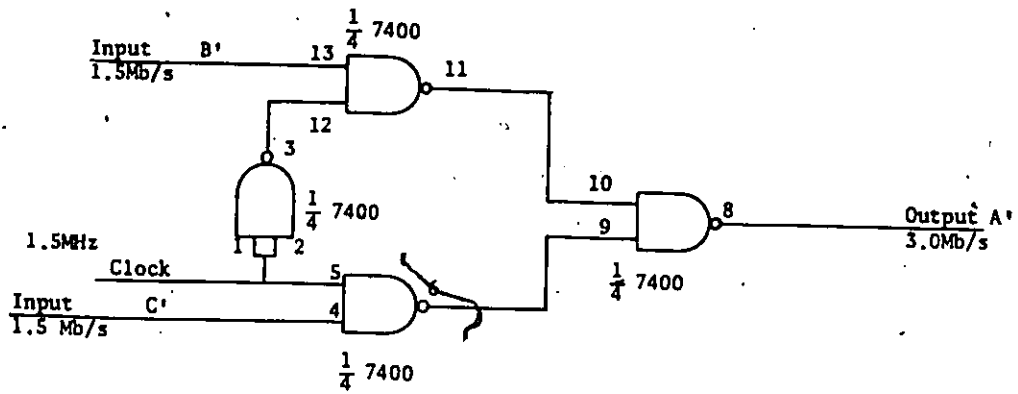 1/4 7400
Input B'
1.5Mb/s
13
11
12
3
1/4 7400
10
8
9
Output A'
3.0Mb/s
1 2
1.5MHz
Clock
5
6
1/4 7400
Input C'
1.5 Mb/s
4
1/4 7400